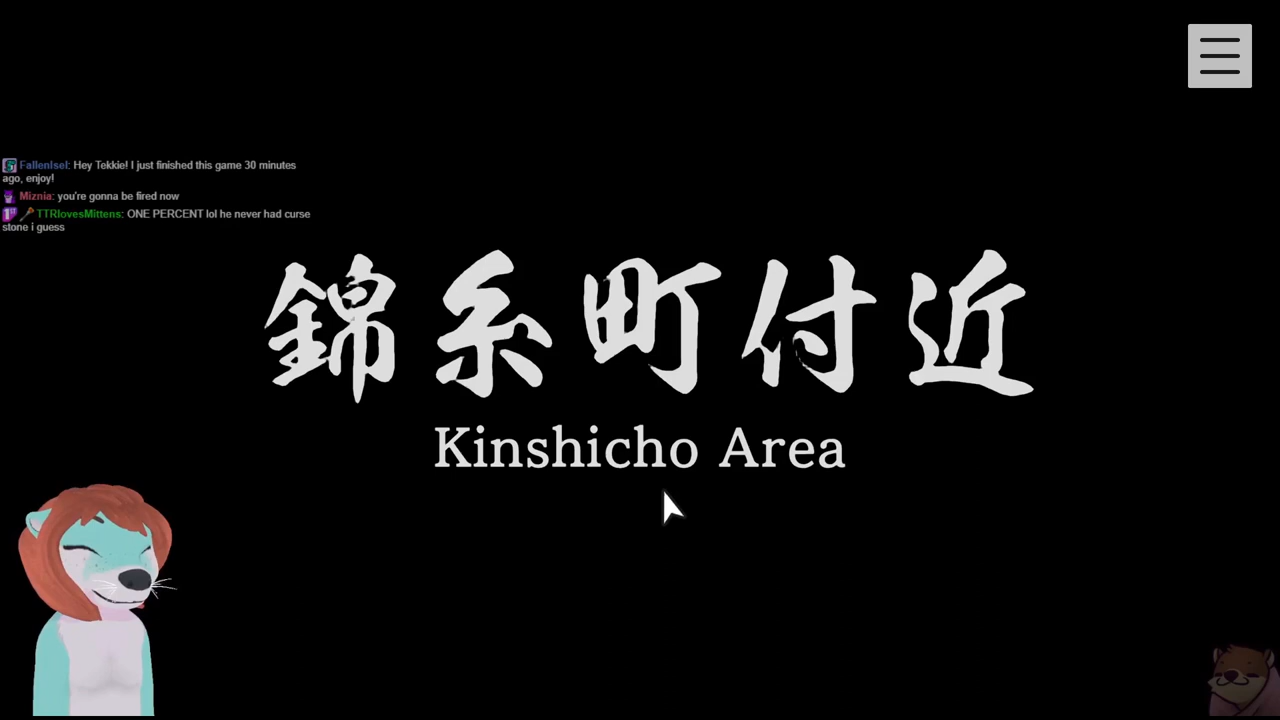 FallenIsel: Hey Tekkie! I just finished this game 30 minutes
ago, enjoy!
Miznia: you're gonna be fired now
TTRlovesMittens: ONE PERCENT lol he never had curse
stone i guess
錦糸町付近
Kinshicho Area